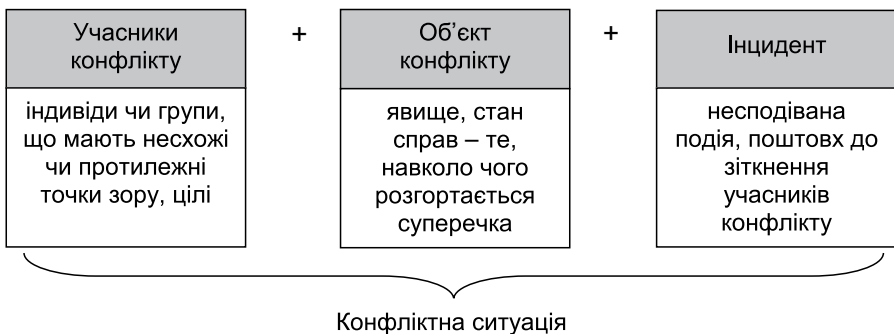 Учасники
конфлікту
+
Об’єкт
конфлікту
+
Інцидент
індивіди чи групи,
що мають несхожі
чи протилежні
точки зору, цілі
явище, стан
справ – те,
навколо чого
розгортається
суперечка
несподівана
подія, поштовх до
зіткнення
учасників
конфлікту
Конфліктна ситуація